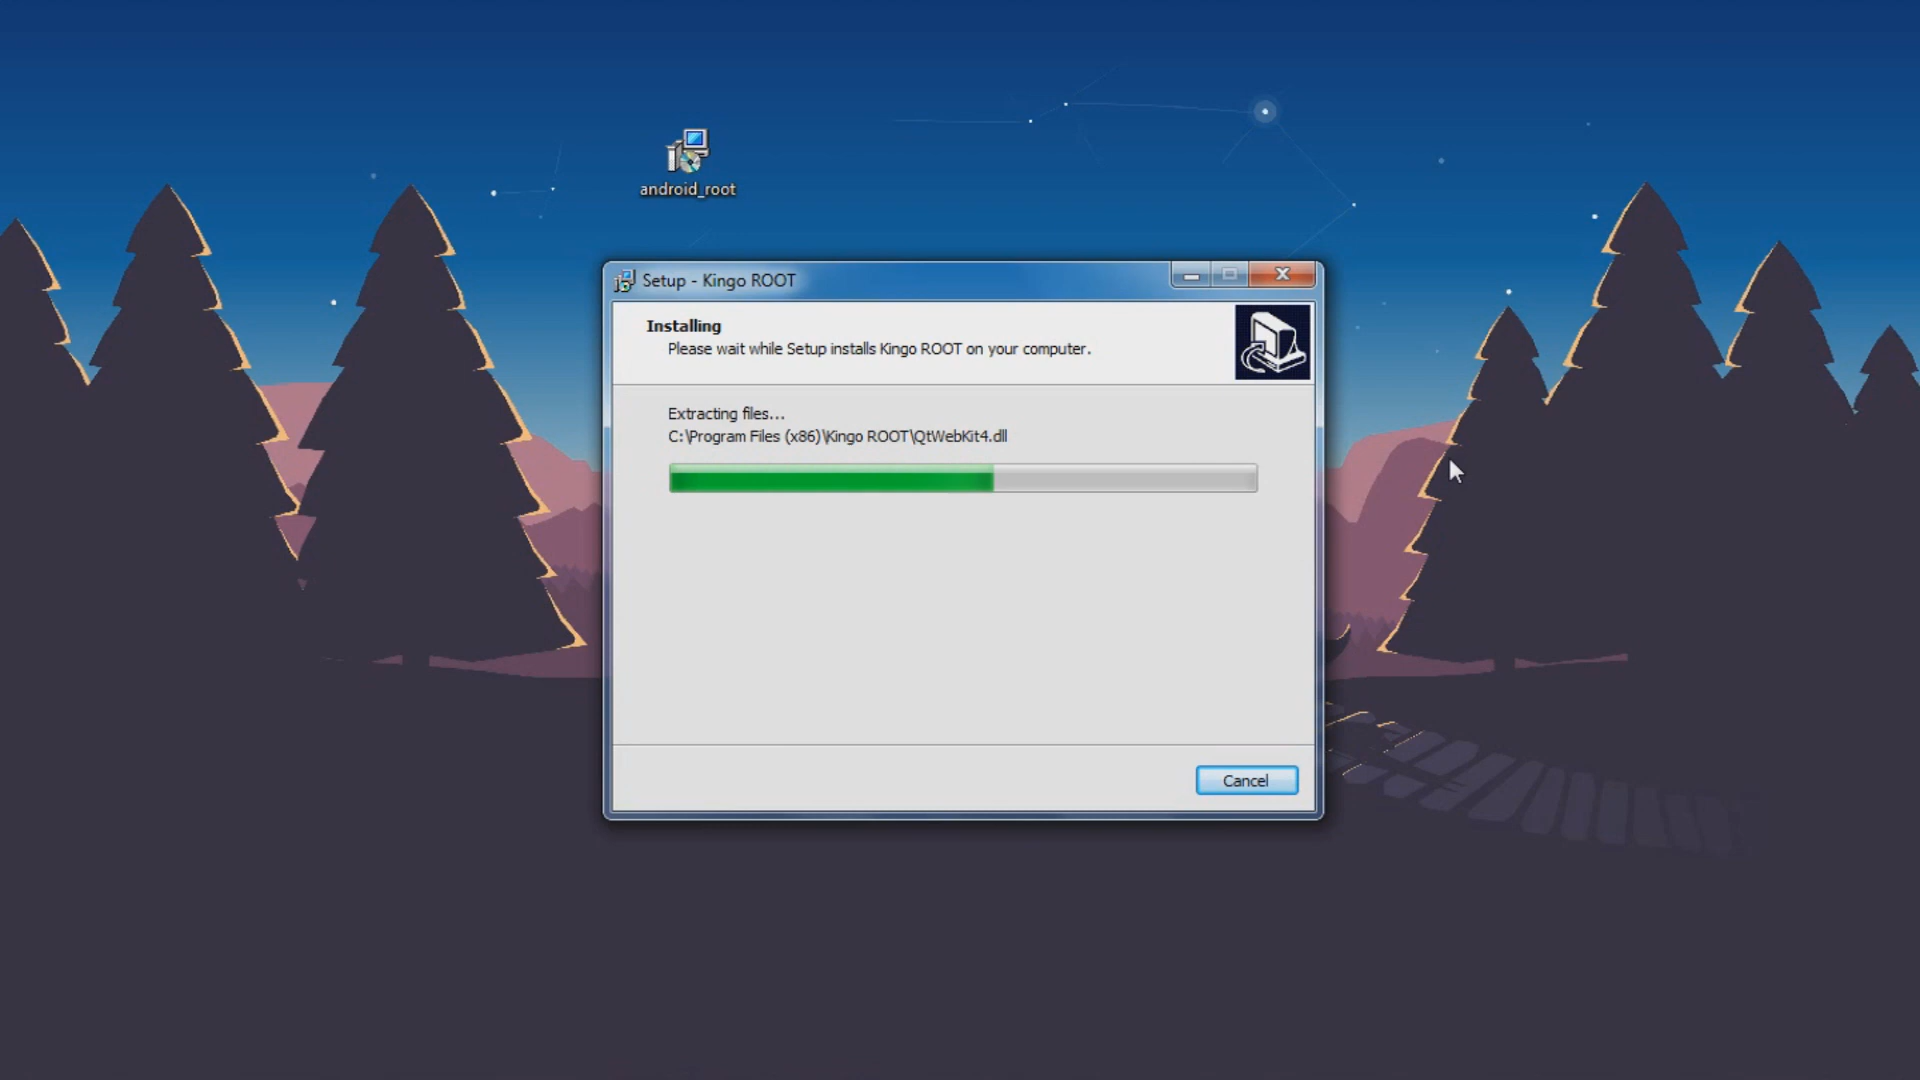 android_root
Setup - Kingo ROOT
Installing
Please wait while Setup installs Kingo ROOT on your computer.
Extracting files...
C:\Program Files (x86)\Kingo ROOT\QtWebKit4.dll
Cancel